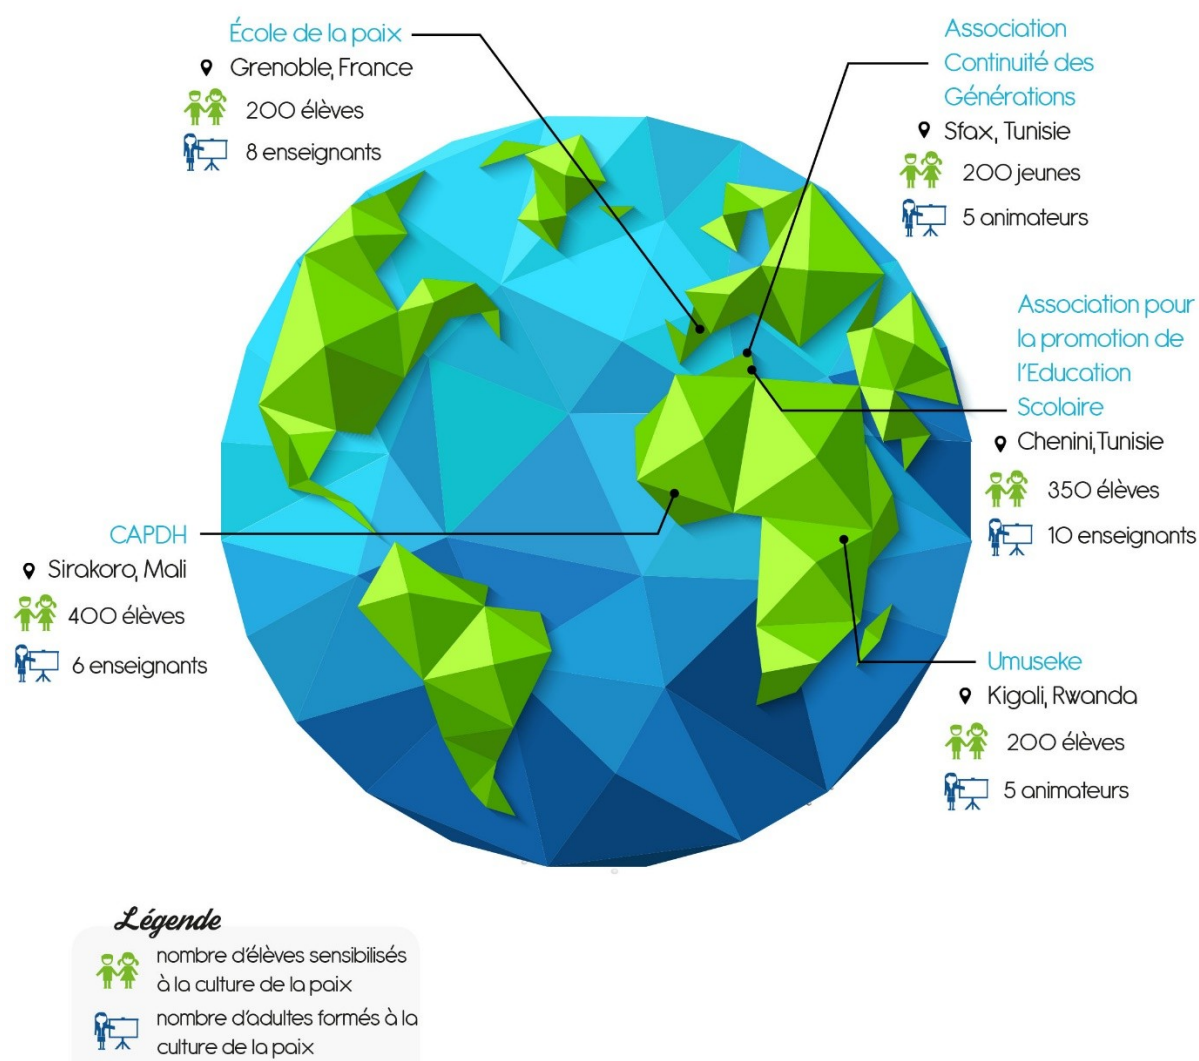 École de la paix
Grenoble, France
200 élèves
8 enseignants
Association
Continuité des
Générations
Sfax, Tunisie
200 jeunes
5 animateurs
Association pour
la promotion de
l'Education
Scolaire
Chenini,Tunisie
350 élèves
10 enseignants
CAPDH
Sirakoro, Mali
400 élèves
6 enseignants
Umuseke
Kigali, Rwanda
200 élèves
5 animateurs
Légende
nombre d'élèves sensibilisés
à la culture de la paix
nombre d'adultes formés à la
culture de la paix